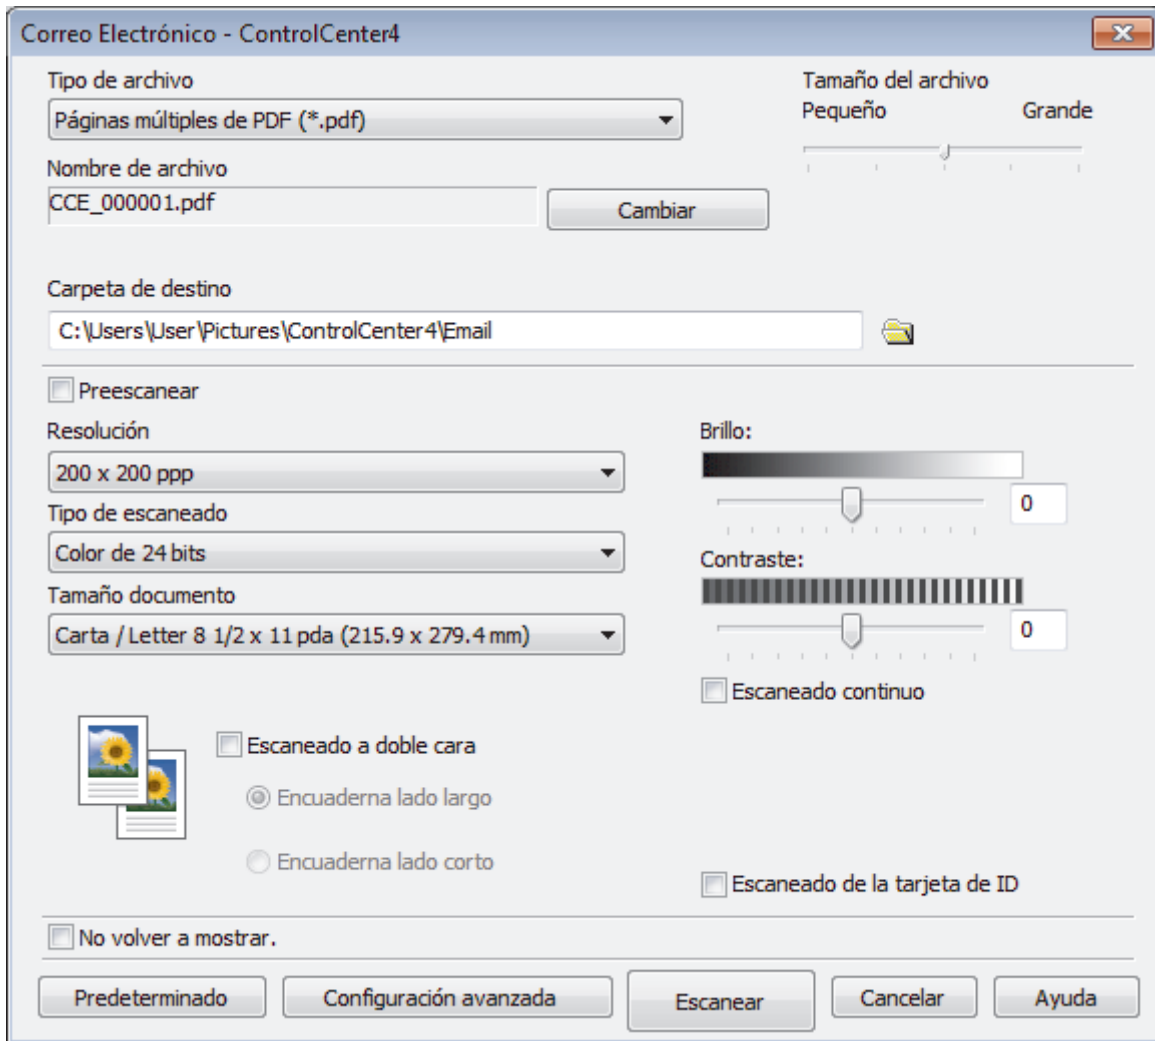 Correo Electrónico - ControlCenter4
Tipo de archivo
Páginas múltiples de PDF (*.pdf)
Tamaño del archivo
Pequeño Grande
Nombre de archivo
CCE_000001.pdf
Cambiar
Carpeta de destino
C:\Users\User\Pictures\ControlCenter4\Email
Preescanear
Resolución
200 x 200 ppp
Tipo de escaneado
Color de 24 bits
Tamaño documento
Carta / Letter 8 1/2 x 11 pda (215.9 x 279.4 mm)
Brillo:
0
Contraste:
0
Escaneado continuo
Escaneado a doble cara
Encuaderna lado largo
Encuaderna lado corto
Escaneado de la tarjeta de ID
No volver a mostrar.
Predeterminado Configuración avanzada Escanear Cancelar Ayuda